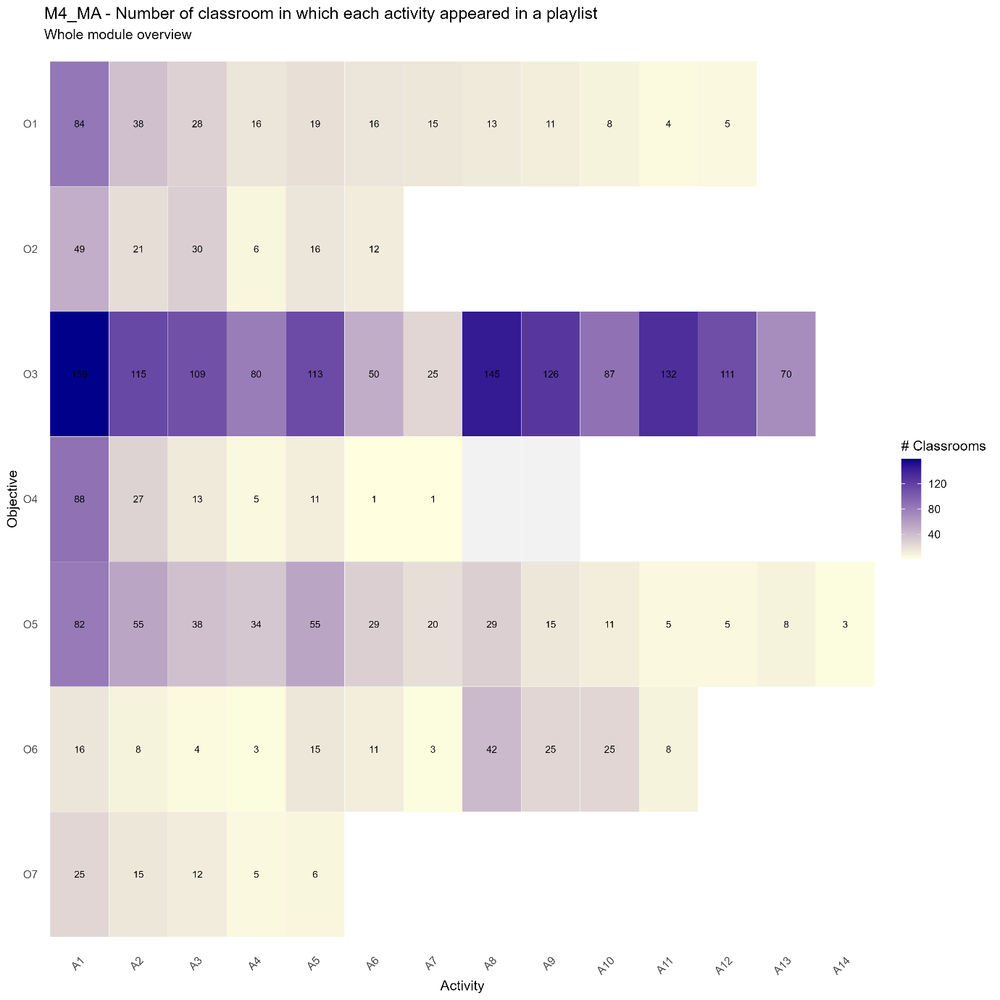 M4_MA - Number of classroom in which each activity appeared in a playlist
Whole module overview
O1 84 38 28 16 19 16 15 13 11 8 4 5
O2 49 21 30 6 16 12
O3 115 109 80 113 50 25 145 126 87 132 111 70
# Classrooms
120
80
40
Objective
O4 88 27 13 5 11 1 1
O5 82 55 38 34 55 29 20 29 15 11 5 5 8 3
O6 16 8 4 3 15 11 3 42 25 25 8
O7 25 15 12 5 6
A1 A2 A3 A4 A5 A6 A7 A8 A9 A10 A11 A12 A13 A14
Activity